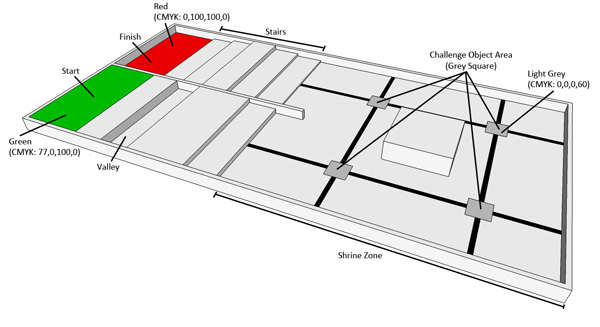 Red
(CMYK: 0,100,100,0)
Finish
Stairs
Start
Challenge Object Area
(Grey Square)
Light Grey
(CMYK: 0,0,0,60)
Green
(CMYK: 77,0,100,0)
Valley
Shrine Zone